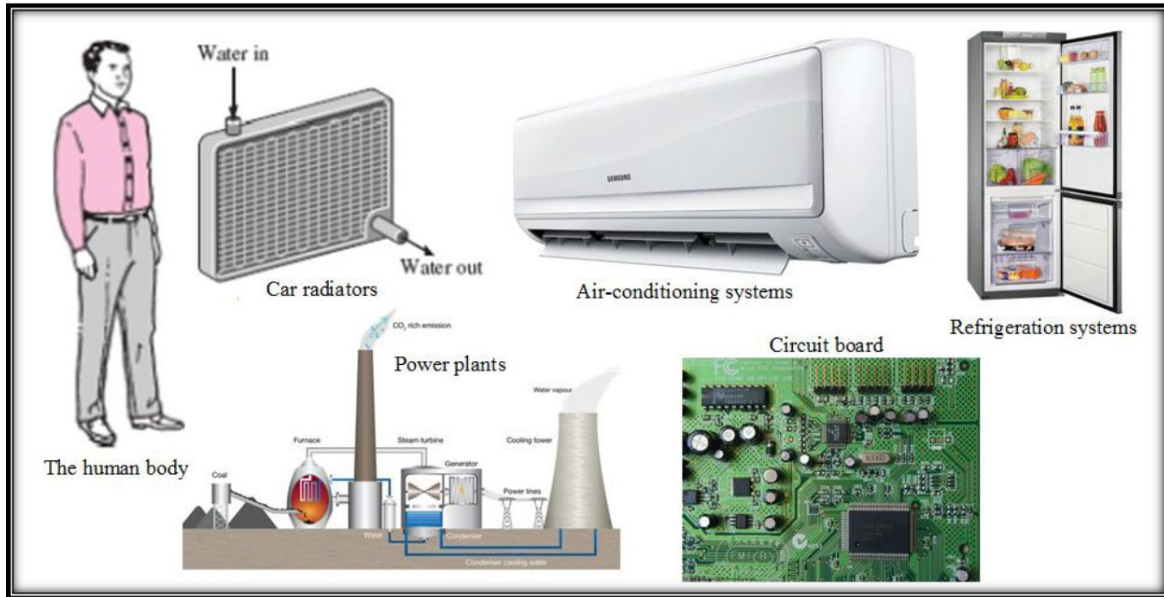 Water in
Water out
Car radiators
SAMSUNG
Air-conditioning systems
Refrigeration systems
The human body
CO₂ rich emission
Power plants
Water vapour
Furnace
Steam turbine
Cooling tower
Coal
Generator
Power lines
Water
Condenser
Condenser cooling water
Circuit board
FC